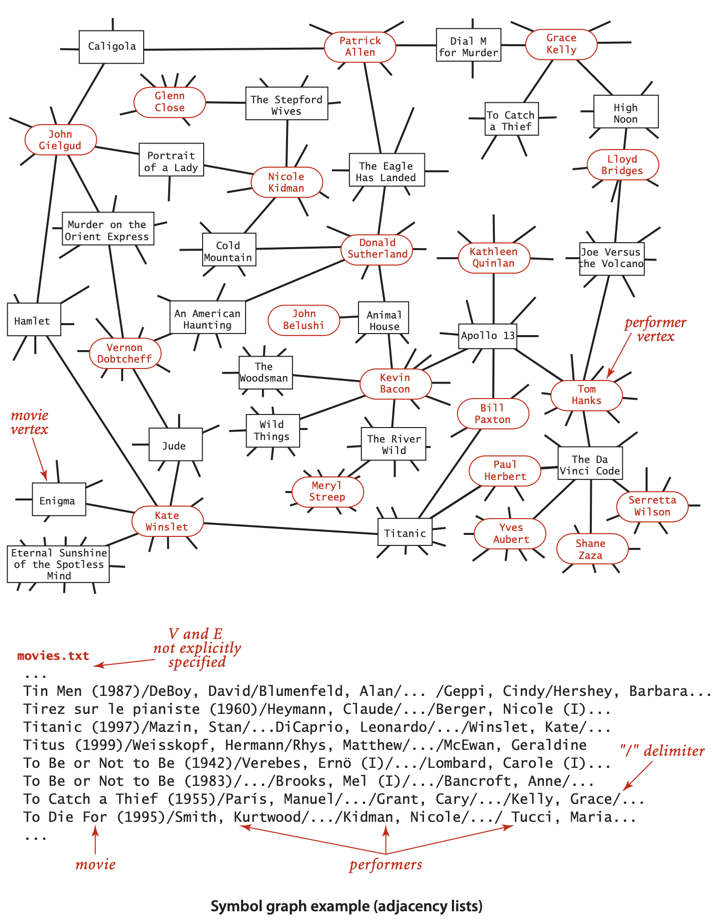 Caligola
Patrick
Allen
Dial M
for Murder
Grace
Kelly
Glenn
Close
The Stepford
Wives
To Catch
a Thief
High
Noon
John
Gielgud
Portrait
of a Lady
Nicole
Kidman
The Eagle
Has Landed
Lloyd
Bridges
Murder on the
Orient Express
Cold
Mountain
Donald
Sutherland
Kathleen
Quinlan
Joe Versus
the Volcano
Hamlet
An American
Haunting
John
Belushi
Animal
House
Apollo 13
performer
vertex
Vernon
Dobtcheff
The
Woodsman
Kevin
Bacon
Tom
Hanks
movie
vertex
Jude
Wild
Things
The River
Wild
Bill
Paxton
Paul
Herbert
The Da
Vinci Code
Enigma
Meryl
Streep
Serretta
Wilson
Kate
Winslet
Titanic
Yves
Aubert
Shane
Zaza
Eternal Sunshine
of the Spotless
Mind
V and E
not explicitly
specified
movies.txt
...
Tin Men (1987)/DeBoy, David/Blumenfeld, Alan/... /Geppi, Cindy/Hershey, Barbara...
Tirez sur le pianiste (1960)/Heymann, Claude/.../Berger, Nicole (I)...
Titanic (1997)/Mazin, Stan/...DiCaprio, Leonardo/.../Winslet, Kate/...
Titus (1999)/Weisskopf, Hermann/Rhys, Matthew/.../McEwan, Geraldine
"/" delimiter
To Be or Not to Be (1942)/Verebes, Ernö (I)/.../Lombard, Carole (I)...
To Be or Not to Be (1983)/.../Brooks, Mel (I)/.../Bancroft, Anne/...
To Catch a Thief (1955)/París, Manuel/.../Grant, Cary/.../Kelly, Grace/...
To Die For (1995)/Smith, Kurtwood/.../Kidman, Nicole/.../ Tucci, Maria...
...
movie
performers
Symbol graph example (adjacency lists)